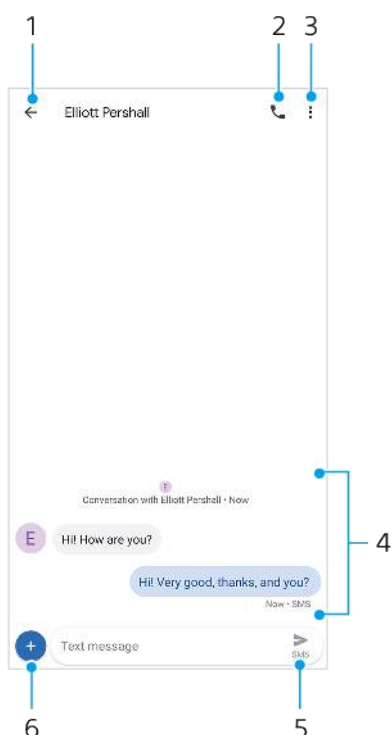 1 2 3
Elliott Pershall
E
Conversation with Elliott Pershall • Now
E Hi! How are you?
4
Hi! Very good, thanks, and you?
Now • SMS
+ Text message
SMS
6 5